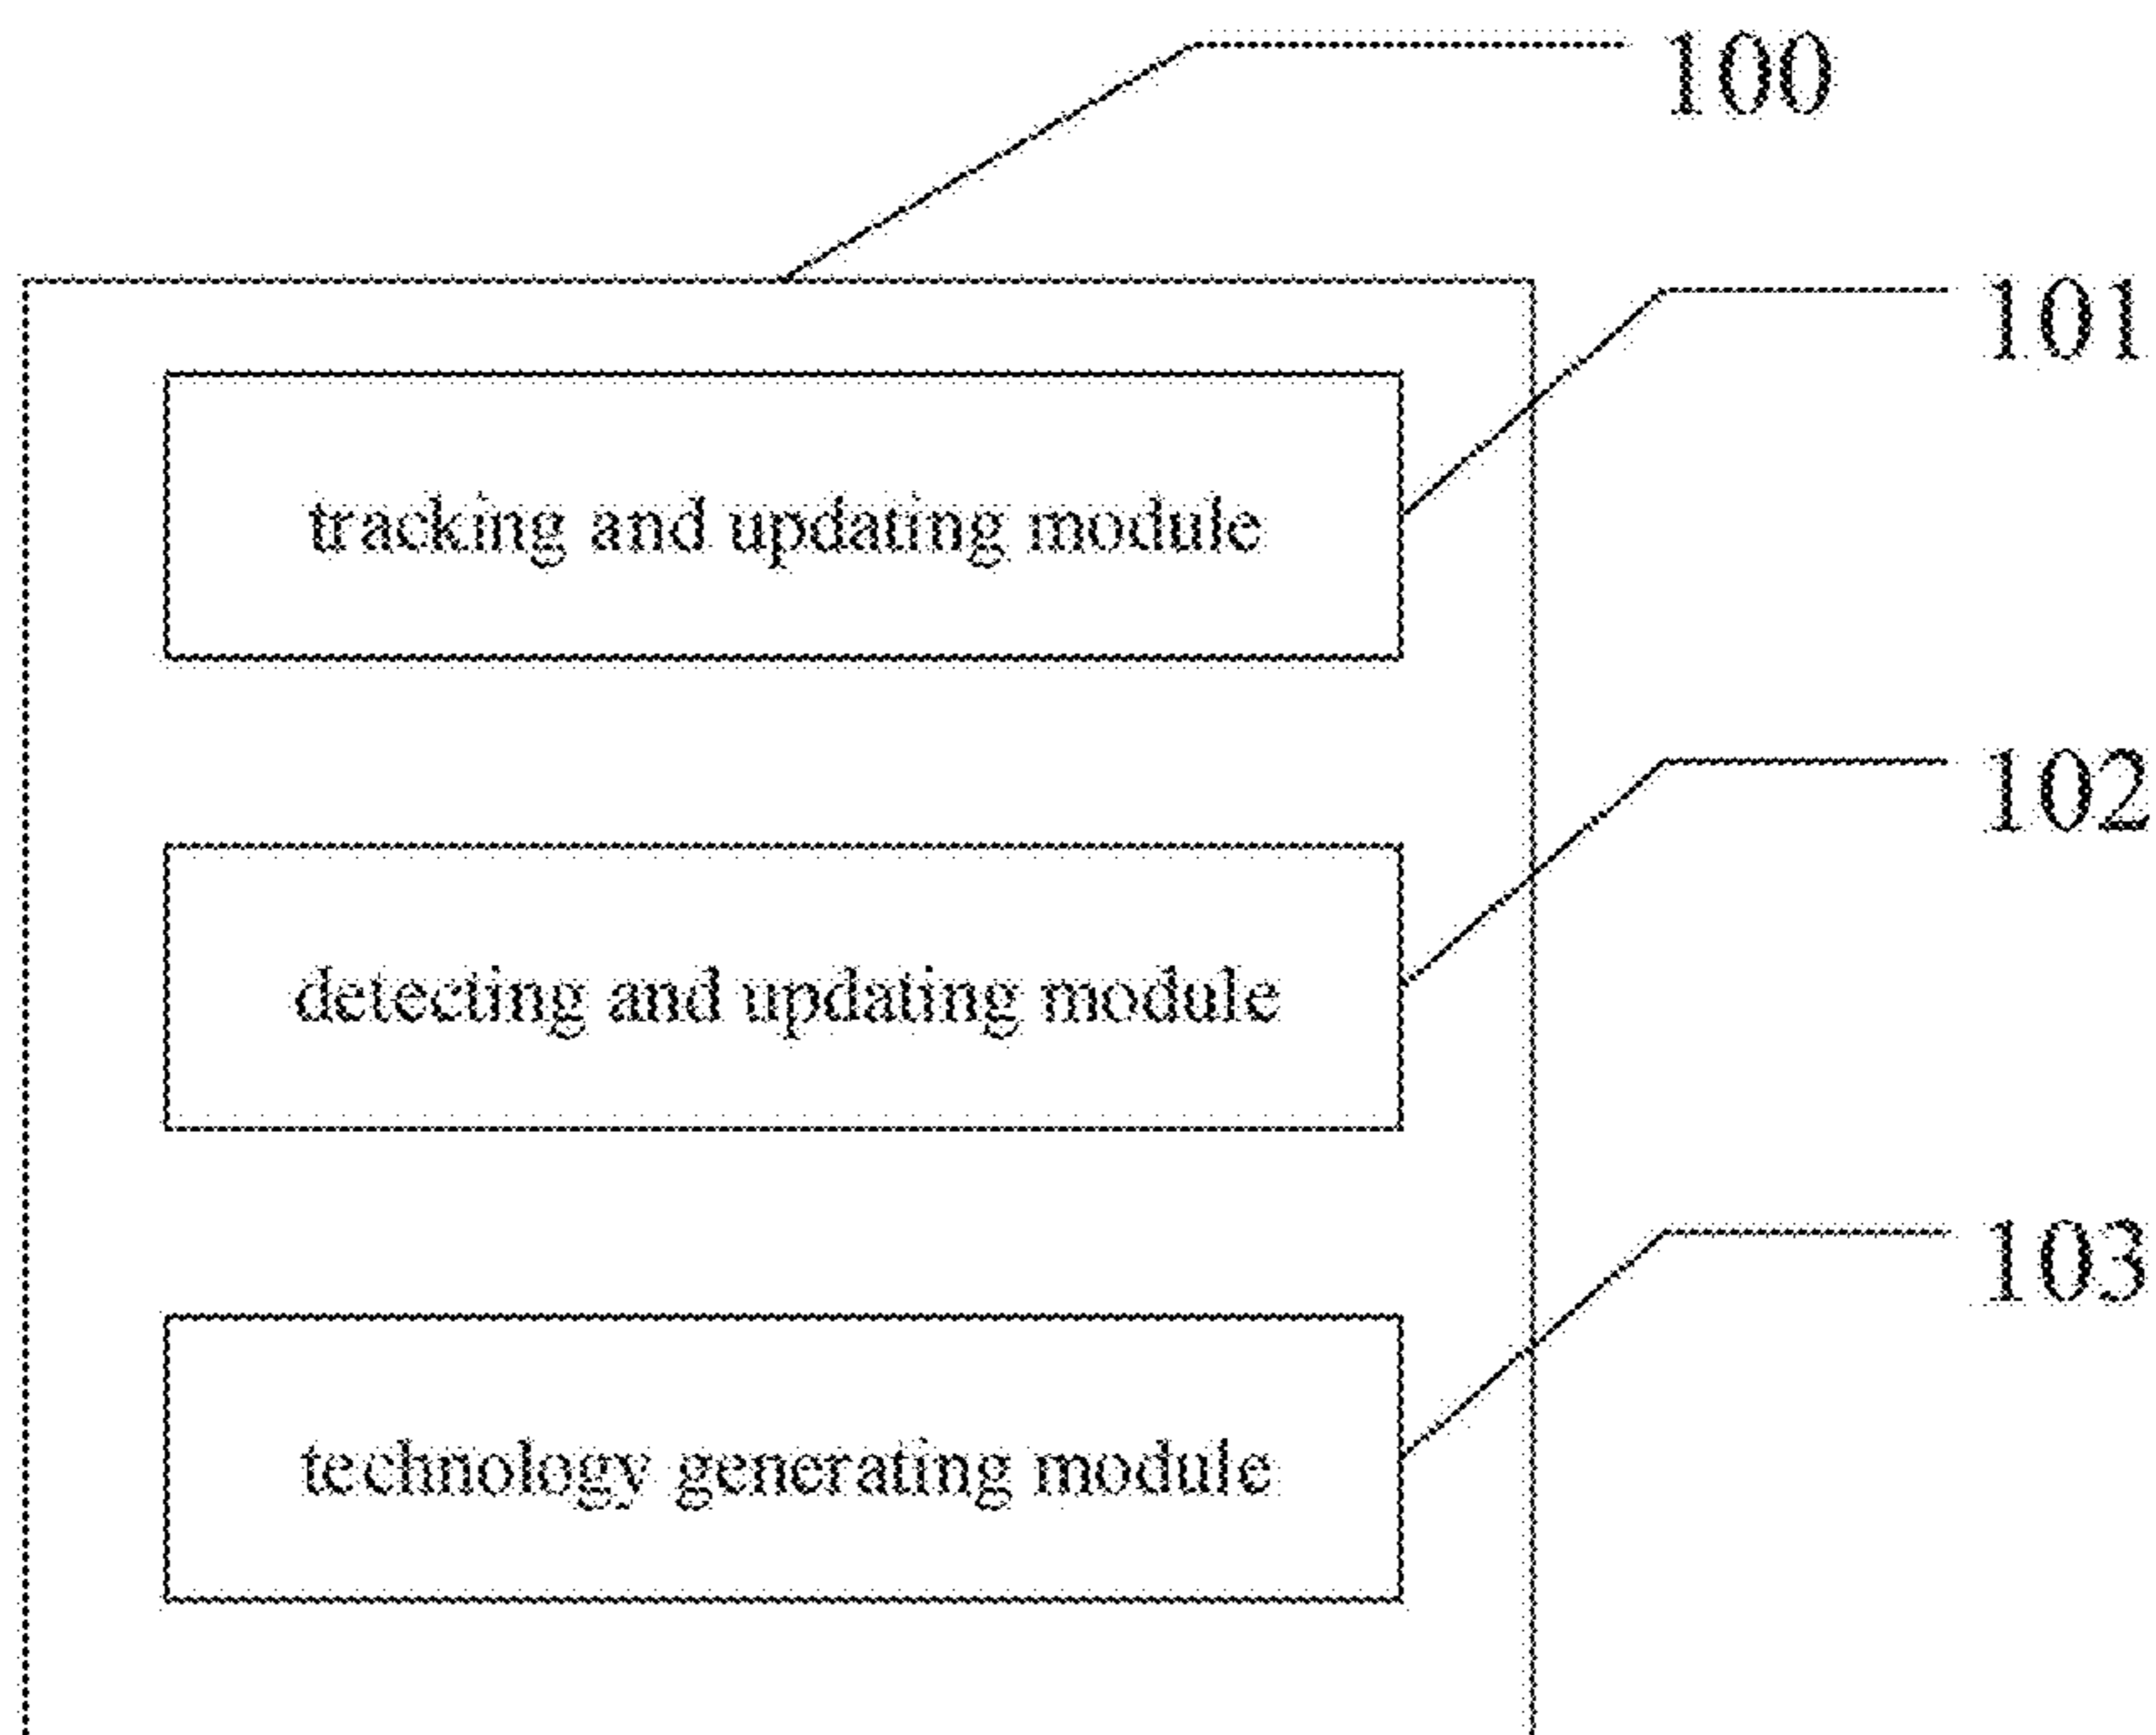 100
101
tracking and updating module
102
detecting and updating module
103
technology generating module